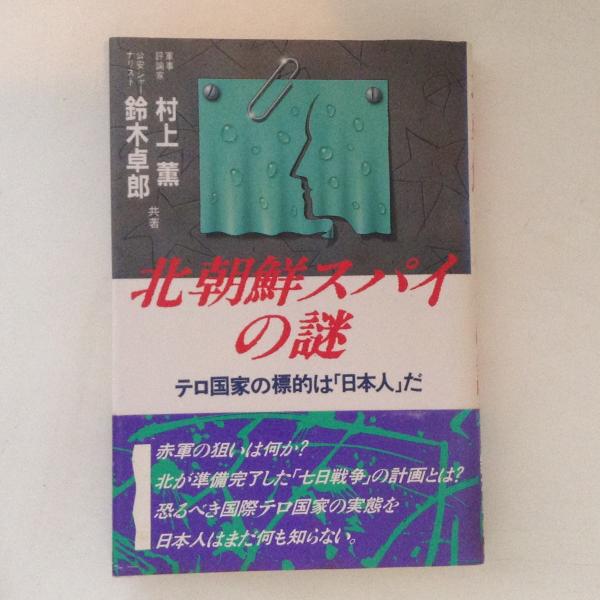 軍事
評論家
村上 薫
公安ジャー
ナリスト
鈴木卓郎
共著
北朝鮮スパイ
の謎
テロ国家の標的は「日本人」だ
赤軍の狙いは何か?
北が準備完了した「七日戦争」の計画とは?
恐るべき国際テロ国家の実態を
日本人はまだ何も知らない。